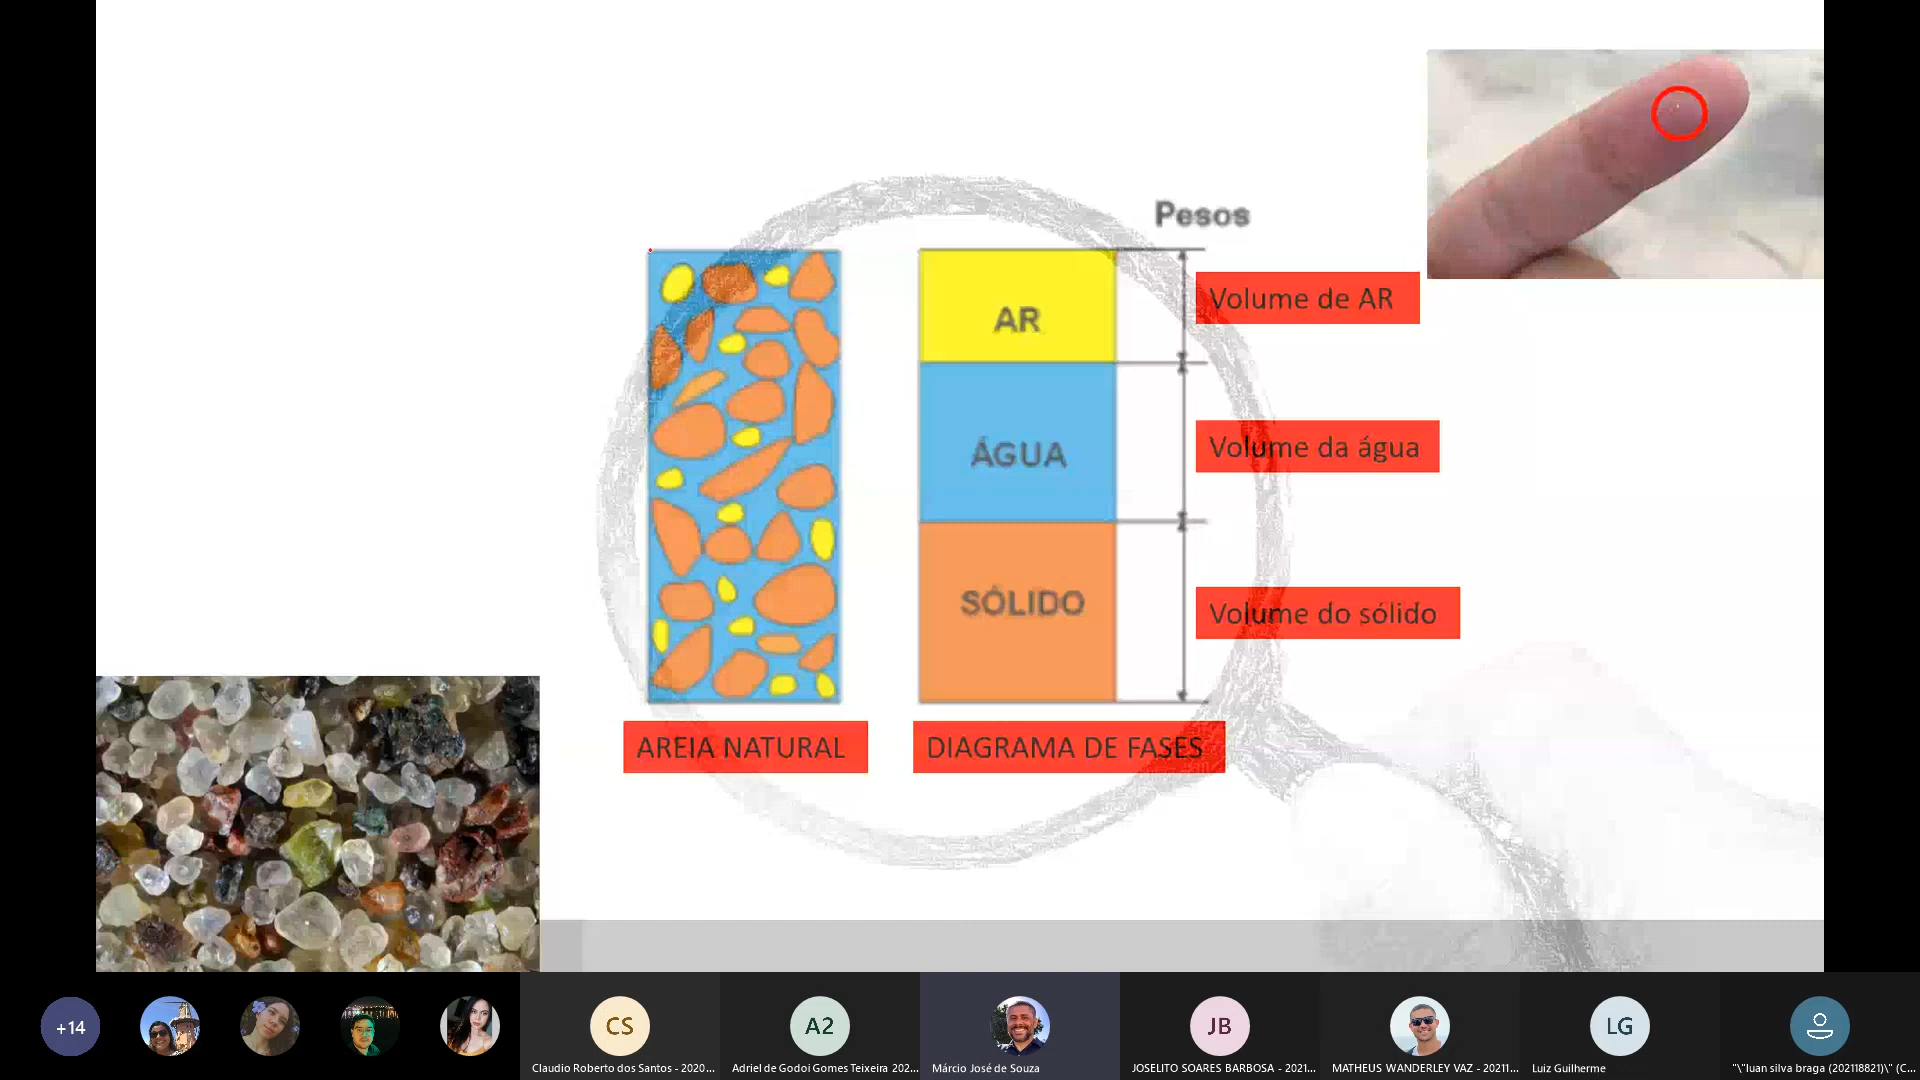 Pesos
AR
Volume de AR
ÁGUA
Volume da água
SÓLIDO
Volume do sólido
AREIA NATURAL
DIAGRAMA DE FASES
+14
CS
A2
JB
LG
Claudio Roberto dos Santos - 2020...
Adriel de Godoi Gomes Teixeira 202...
Márcio José de Souza
JOSELITO SOARES BARBOSA - 2021...
MATHEUS WANDERLEY VAZ - 20211...
Luiz Guilherme
"\"luan silva braga (202118821)\" (C...